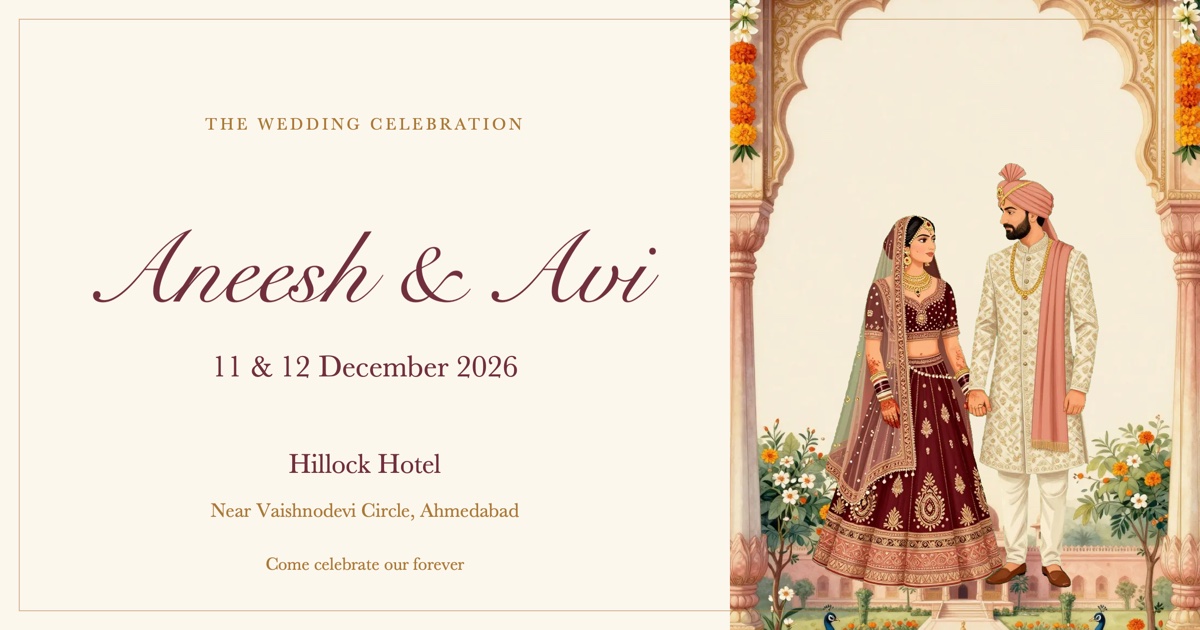 THE WEDDING CELEBRATION
Aneesh & Avi
11 & 12 December 2026
Hillock Hotel
Near Vaishnodevi Circle, Ahmedabad
Come celebrate our forever